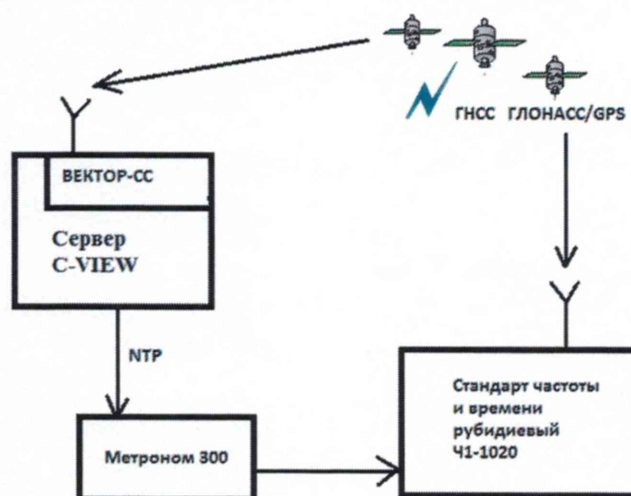 ГНСС ГЛОНАСС/GPS
ВЕКТОР-СС
Сервер
C-VIEW
NTP
Метроном 300
Стандарт частоты
и времени
рубидиевый
Ч1-1020